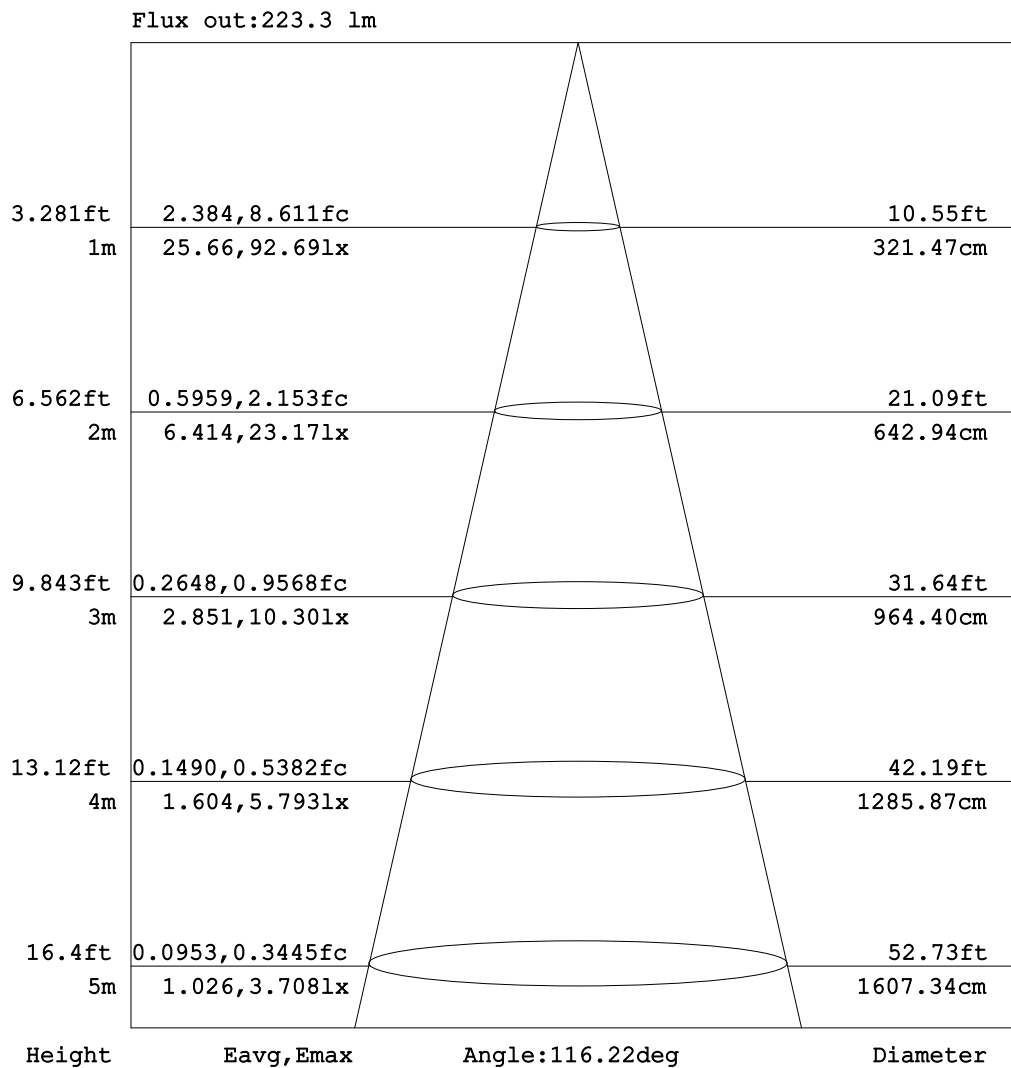 Flux out:223.3 lm
3.281ft 2.384,8.611fc 10.55ft
1m 25.66,92.69lx 321.47cm
6.562ft 0.5959,2.153fc 21.09ft
2m 6.414,23.17lx 642.94cm
9.843ft 0.2648,0.9568fc 31.64ft
3m 2.851,10.30lx 964.40cm
13.12ft 0.1490,0.5382fc 42.19ft
4m 1.604,5.793lx 1285.87cm
16.4ft 0.0953,0.3445fc 52.73ft
5m 1.026,3.708lx 1607.34cm
Height Eavg,Emax Angle:116.22deg Diameter